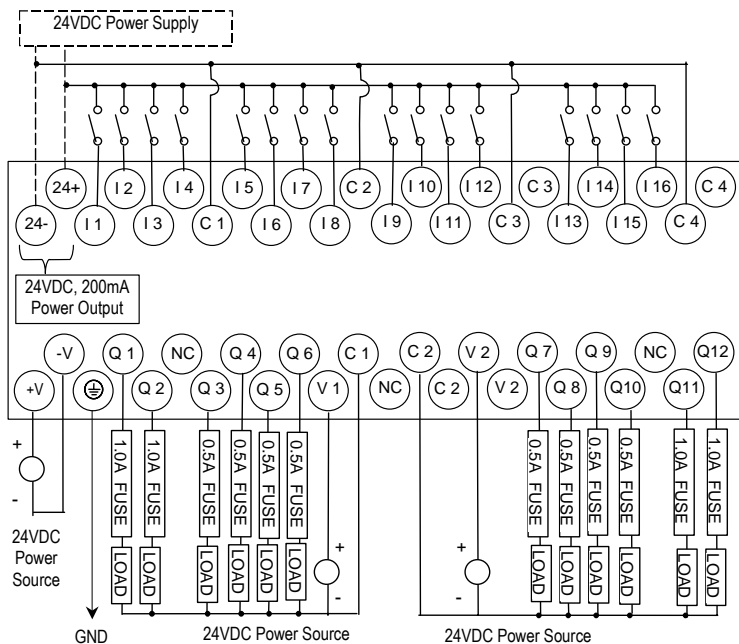 24VDC Power Supply
24+
I 2
I 4
I 5
I 7
C 2
I 10
I 12
C 3
I 14
I 16
C 4
24-
I 1
I 3
C 1
I 6
I 8
I 9
I 11
C 3
I 13
I 15
C 4
24VDC, 200mA
Power Output
-V
Q 1
NC
Q 4
Q 6
C 1
C 2
V 2
Q 7
Q 9
NC
Q12
+V
Q 2
Q 3
Q 5
V 1
NC
C 2
V 2
Q 8
Q10
Q11
+
-
24VDC
Power
Source
1.0A FUSE
1.0A FUSE
0.5A FUSE
0.5A FUSE
0.5A FUSE
0.5A FUSE
0.5A FUSE
0.5A FUSE
0.5A FUSE
0.5A FUSE
1.0A FUSE
1.0A FUSE
LOAD
LOAD
LOAD
LOAD
LOAD
LOAD
LOAD
LOAD
LOAD
LOAD
LOAD
LOAD
+
-
+
-
GND
24VDC Power Source
24VDC Power Source